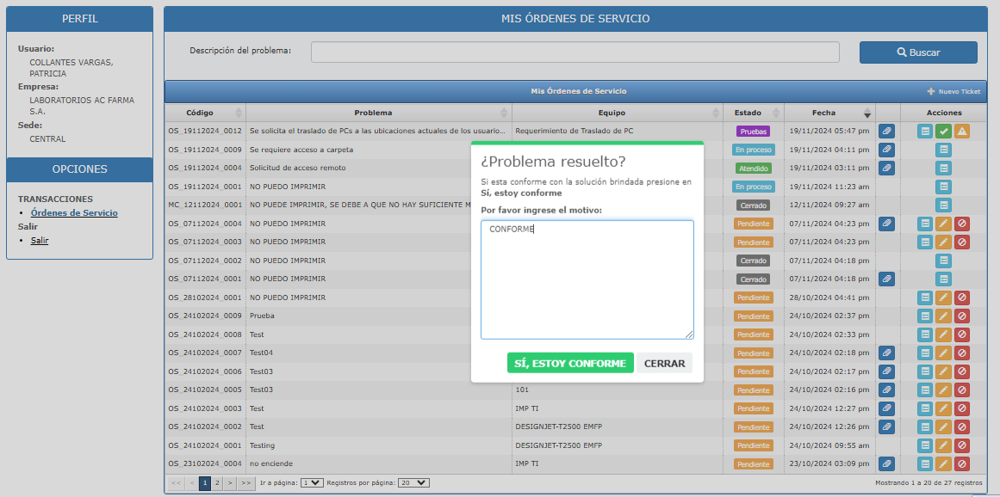 PERFIL
Usuario:
COLLANTES VARGAS,
PATRICIA
Empresa:
LABORATORIOS AC FARMA
S.A.
Sede:
CENTRAL
OPCIONES
TRANSACCIONES
Órdenes de Servicio
Salir
Salir
MIS ÓRDENES DE SERVICIO
Descripción del problema:
Buscar
Mis Órdenes de Servicio
Nuevo Ticket
Código Problema Equipo Estado Fecha Acciones
OS_19112024_0012 Se solicita el traslado de PCs a las ubicaciones actuales de los usuario... Requerimiento de Traslado de PC Pruebas 19/11/2024 05:47 pm
OS_19112024_0009 Se requiere acceso a carpeta En proceso 19/11/2024 04:11 pm
OS_19112024_0004 Solicitud de acceso remoto Atendido 19/11/2024 03:11 pm
OS_19112024_0001 NO PUEDO IMPRIMIR En proceso 19/11/2024 11:23 am
MC_12112024_0001 NO PUEDE IMPRIMIR, SE DEBE A QUE NO HAY SUFICIENTE M Cerrado 12/11/2024 09:27 am
OS_07112024_0004 NO PUEDO IMPRIMIR Pendiente 07/11/2024 04:23 pm
OS_07112024_0003 NO PUEDO IMPRIMIR Pendiente 07/11/2024 04:23 pm
OS_07112024_0002 NO PUEDO IMPRIMIR Cerrado 07/11/2024 04:18 pm
OS_07112024_0001 NO PUEDO IMPRIMIR Cerrado 07/11/2024 04:18 pm
OS_28102024_0001 NO PUEDO IMPRIMIR Pendiente 28/10/2024 04:41 pm
OS_24102024_0009 Prueba Pendiente 24/10/2024 02:37 pm
OS_24102024_0008 Test Pendiente 24/10/2024 02:33 pm
OS_24102024_0007 Test04 Pendiente 24/10/2024 02:18 pm
OS_24102024_0006 Test03 Pendiente 24/10/2024 02:17 pm
OS_24102024_0005 Test03 101 Pendiente 24/10/2024 02:16 pm
OS_24102024_0003 Test IMP TI Pendiente 24/10/2024 12:27 pm
OS_24102024_0002 Test DESIGNJET-T2500 EMFP Pendiente 24/10/2024 12:26 pm
OS_24102024_0001 Testing DESIGNJET-T2500 EMFP Pendiente 24/10/2024 09:55 am
OS_23102024_0004 no enciende IMP TI Pendiente 23/10/2024 03:09 pm
<< < 1 2 > >> Ir a página: 1 Registros por página: 20 Mostrando 1 a 20 de 27 registros
¿Problema resuelto?
Si esta conforme con la solución brindada presione en
Sí, estoy conforme
Por favor ingrese el motivo:
CONFORME
SÍ, ESTOY CONFORME CERRAR